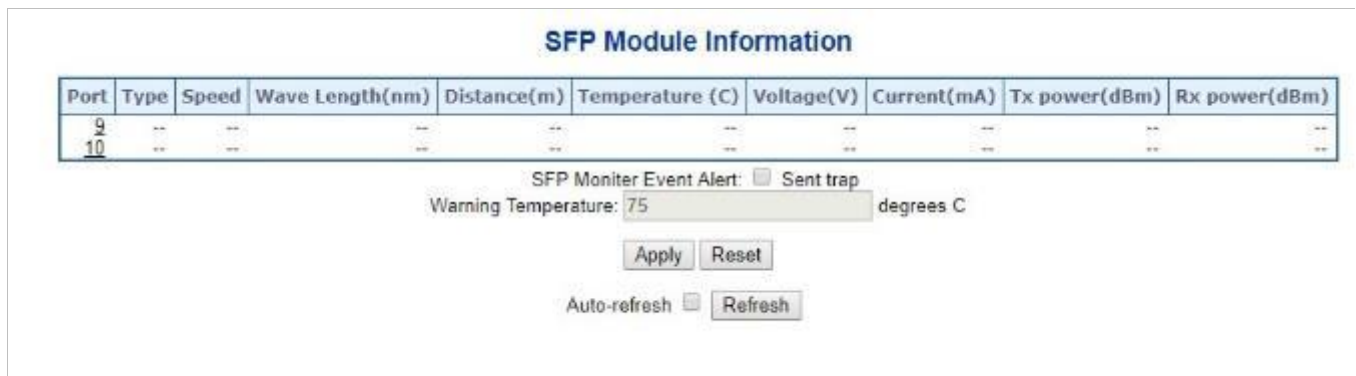 SFP Module Information
Port Type Speed Wave Length(nm) Distance(m) Temperature (C) Voltage(V) Current(mA) Tx power(dBm) Rx power(dBm)
9 -- -- -- -- -- -- -- -- --
10 -- -- -- -- -- -- -- -- --
SFP Moniter Event Alert: Sent trap
Warning Temperature: 75 degrees C
Apply Reset
Auto-refresh Refresh